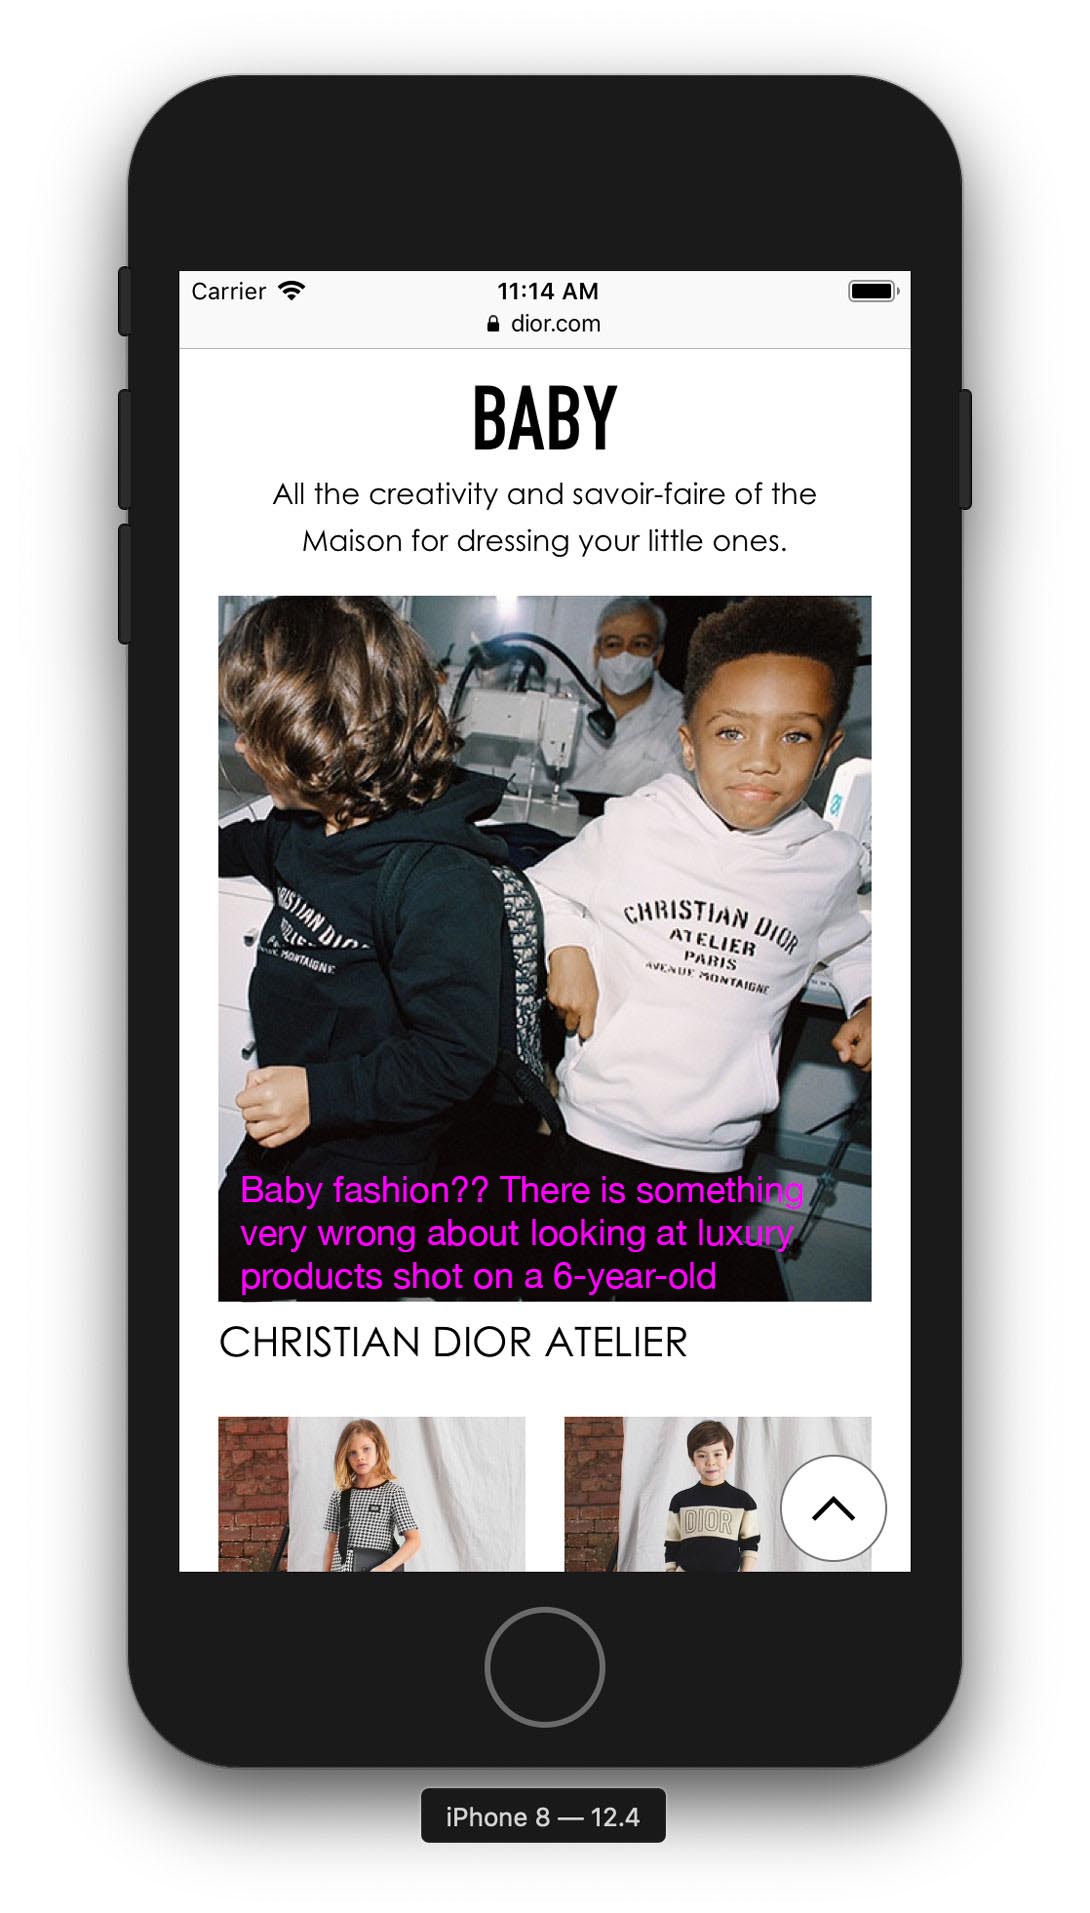 Carrier
11:14 AM
dior.com
BABY
All the creativity and savoir-faire of the
Maison for dressing your little ones.
CHRISTIAN DIOR
ATELIER
PARIS
AVENUE MONTAIGNE
MONTAIGNE
Baby fashion?? There is something
very wrong about looking at luxury
products shot on a 6-year-old
CHRISTIAN DIOR ATELIER
DIOR
iPhone 8 — 12.4